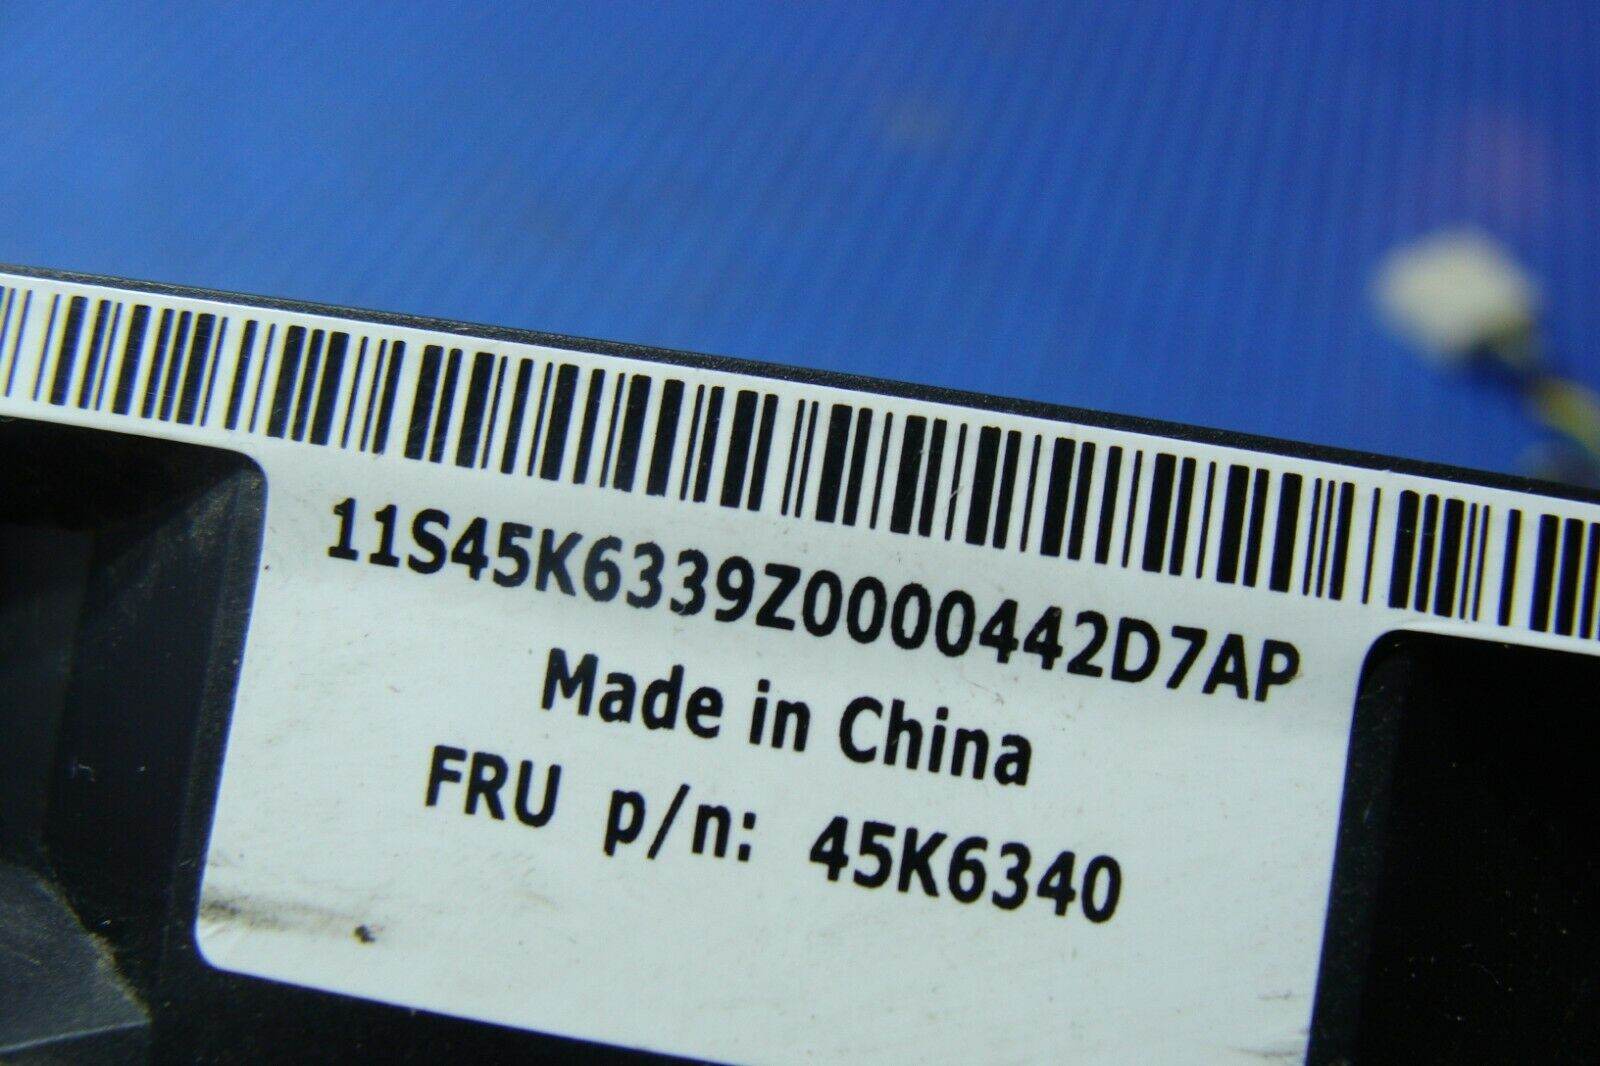 11S45K6339Z0000442D7AP
Made in China
FRU p/n: 45K6340